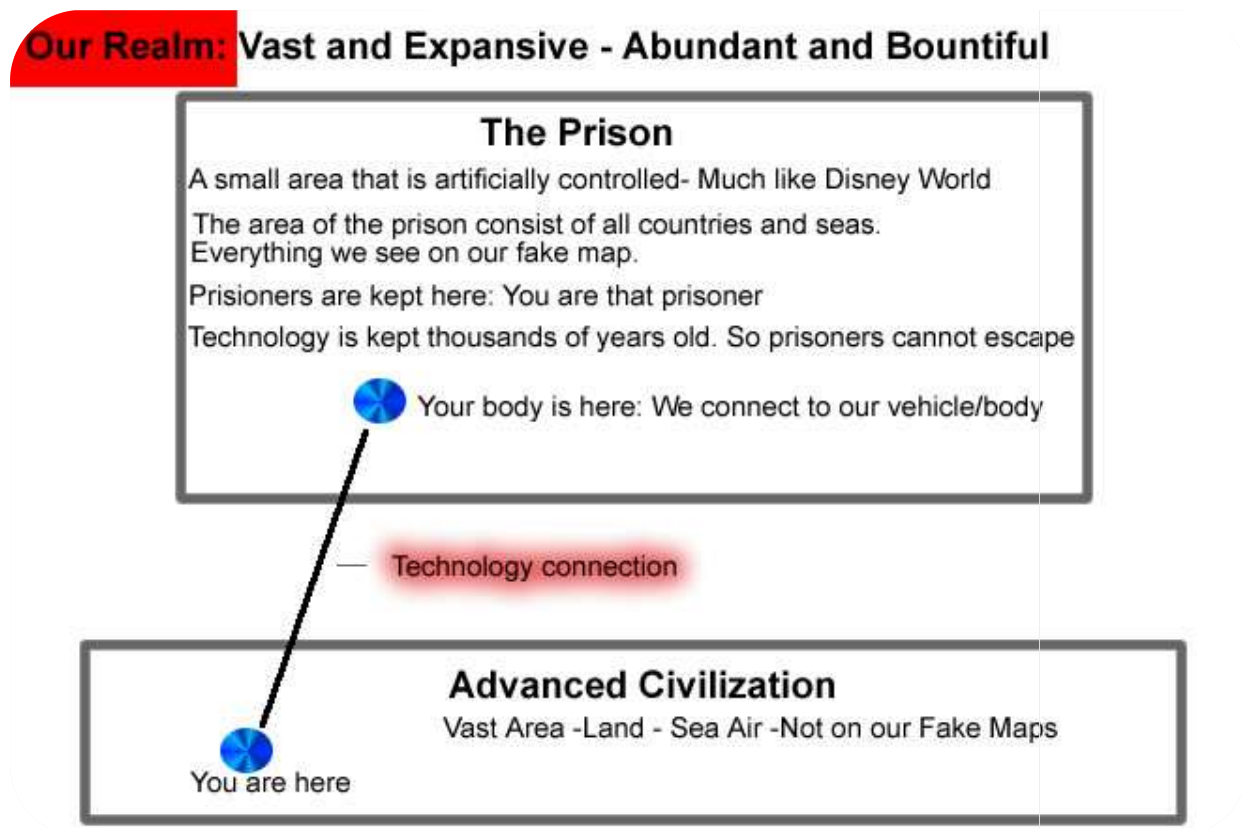 Our Realm: Vast and Expansive - Abundant and Bountiful
The Prison
A small area that is artificially controlled- Much like Disney World
The area of the prison consist of all countries and seas.
Everything we see on our fake map.
Prisioners are kept here: You are that prisoner
Technology is kept thousands of years old. So prisoners cannot escape
Your body is here: We connect to our vehicle/body
Technology connection
Advanced Civilization
Vast Area -Land - Sea Air -Not on our Fake Maps
You are here